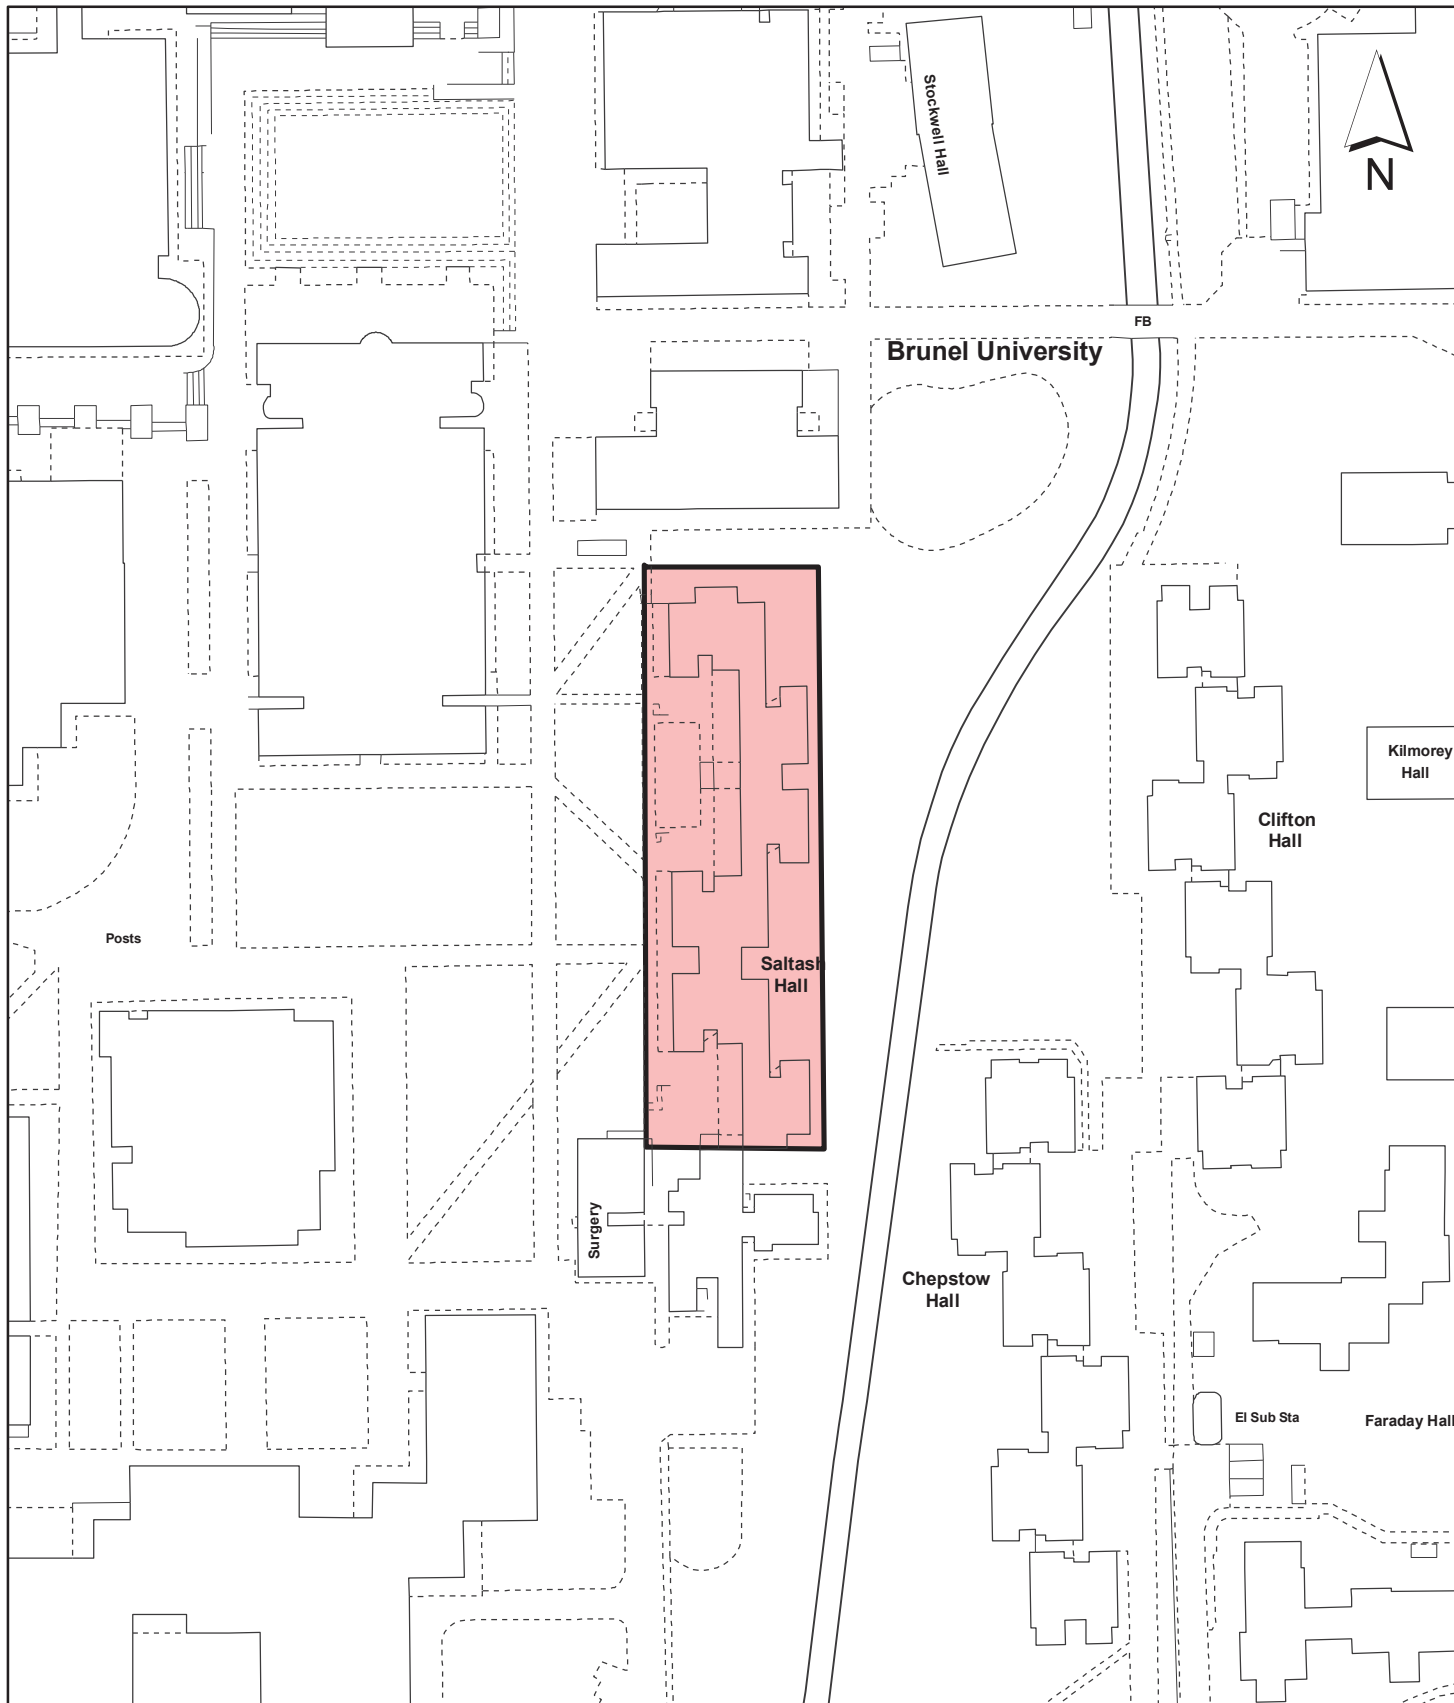 Stockwell Hall
N
FB
Brunel University
Kilmorey
Hall
Clifton
Hall
Posts
Saltash
Hall
Surgery
Chepstow
Hall
El Sub Sta
Faraday Hall